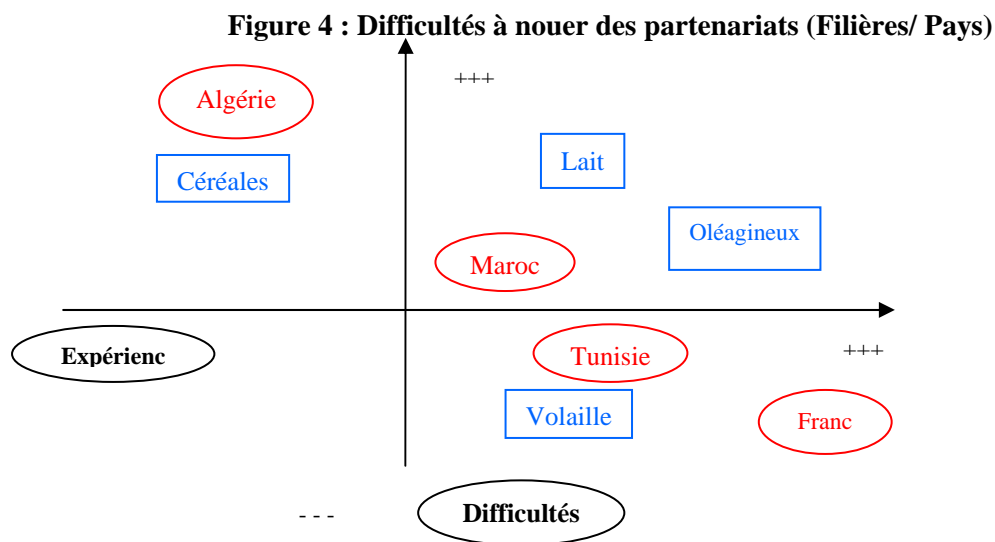 Figure 4 : Difficultés à nouer des partenariats (Filières/ Pays)
+++
Algérie
Lait
Céréales
Oléagineux
Maroc
Expérienc
Tunisie
+++
Volaille
Franc
- - -
Difficultés